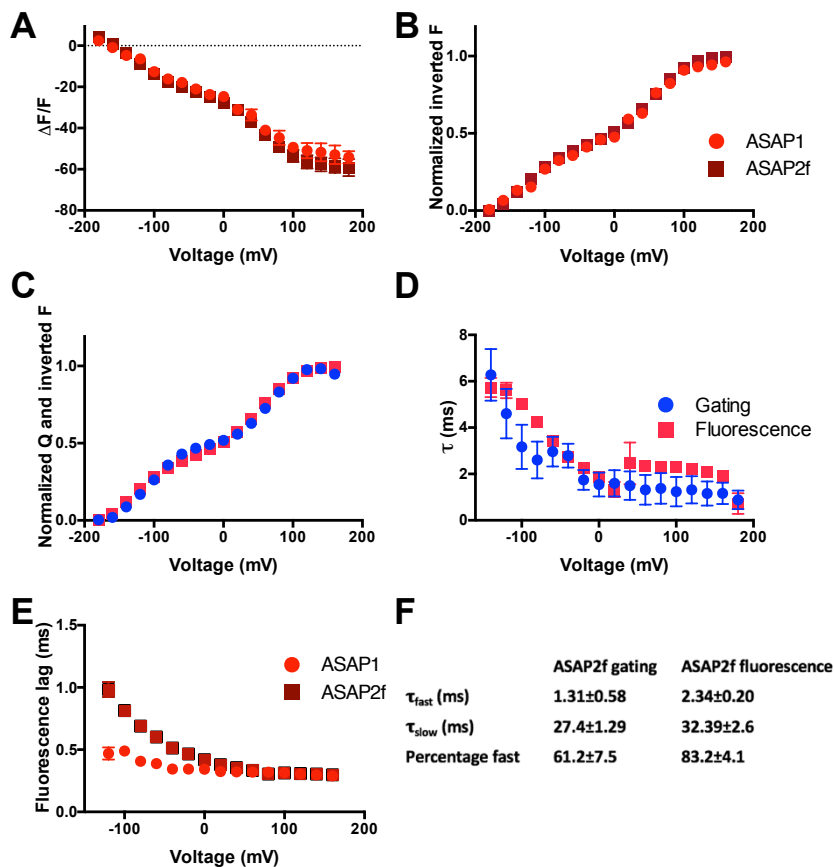 A
ΔF/F
0
-20
-40
-60
-80
-200
-100
0
100
200
Voltage (mV)
B
Normalized inverted F
1.0
0.5
0.0
-200
-100
0
100
200
Voltage (mV)
ASAP1
ASAP2f
C
Normalized Q and inverted F
1.0
0.5
0.0
-200
-100
0
100
200
Voltage (mV)
D
τ (ms)
8
6
4
2
0
-100
0
100
200
Voltage (mV)
Gating
Fluorescence
E
Fluorescence lag (ms)
1.5
1.0
0.5
0.0
-100
0
100
200
Voltage (mV)
ASAP1
ASAP2f
F
ASAP2f gating ASAP2f fluorescence
τfast (ms) 1.31±0.58 2.34±0.20
τslow (ms) 27.4±1.29 32.39±2.6
Percentage fast 61.2±7.5 83.2±4.1